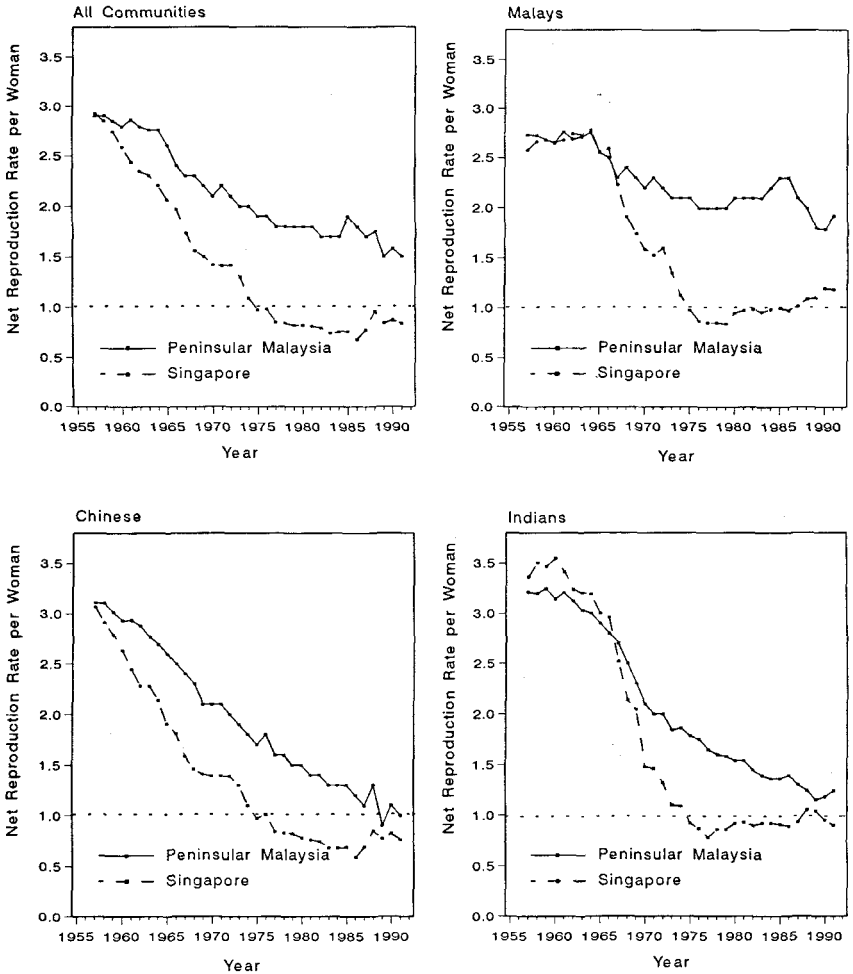 All Communities
Net Reproduction Rate per Woman
3.5
3.0
2.5
2.0
1.5
1.0
0.5
0.0
Peninsular Malaysia
Singapore
1955 1960 1965 1970 1975 1980 1985 1990
Year
Malays
Net Reproduction Rate per Woman
3.5
3.0
2.5
2.0
1.5
1.0
0.5
0.0
Peninsular Malaysia
Singapore
1955 1960 1965 1970 1975 1980 1985 1990
Year
Chinese
Net Reproduction Rate per Woman
3.5
3.0
2.5
2.0
1.5
1.0
0.5
0.0
Peninsular Malaysia
Singapore
1955 1960 1965 1970 1975 1980 1985 1990
Year
Indians
Net Reproduction Rate per Woman
3.5
3.0
2.5
2.0
1.5
1.0
0.5
0.0
Peninsular Malaysia
Singapore
1955 1960 1965 1970 1975 1980 1985 1990
Year